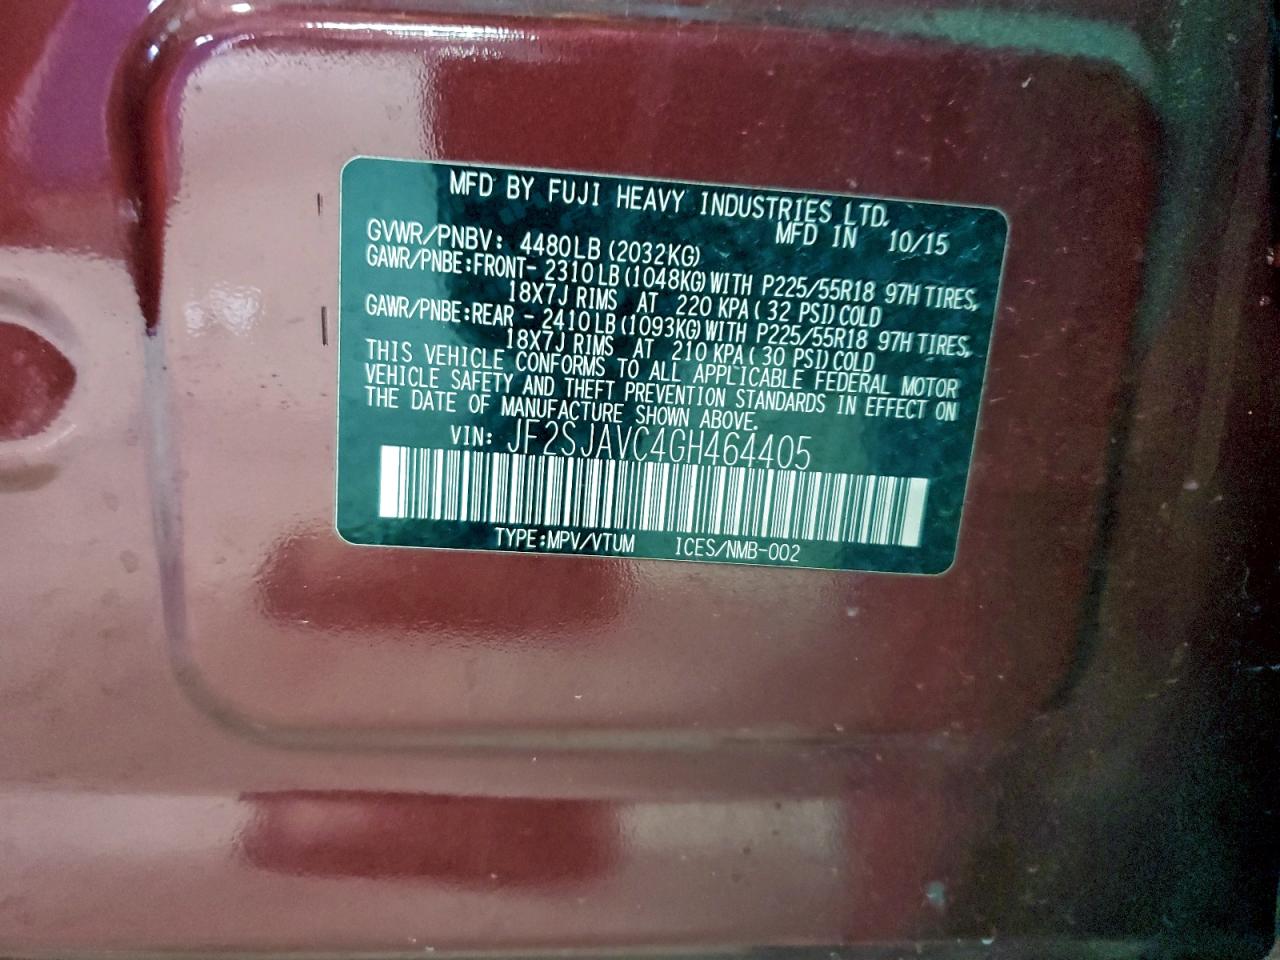 MFD BY FUJI HEAVY INDUSTRIES LTD.
MFD IN 10/15
GVWR/PNBV: 4480LB (2032KG)
GAWR/PNBE:FRONT- 2310 LB (1048KG) WITH P225/55R18 97H TIRES,
18X7J RIMS AT 220 KPA ( 32 PSI) COLD
GAWR/PNBE:REAR - 2410 LB (1093KG) WITH P225/55R18 97H TIRES,
18X7J RIMS AT 210 KPA ( 30 PSI) COLD
THIS VEHICLE CONFORMS TO ALL APPLICABLE FEDERAL MOTOR
VEHICLE SAFETY AND THEFT PREVENTION STANDARDS IN EFFECT ON
THE DATE OF MANUFACTURE SHOWN ABOVE.
VIN: JF2SJAVC4GH464405
TYPE:MPV/VTUM ICES/NMB-002